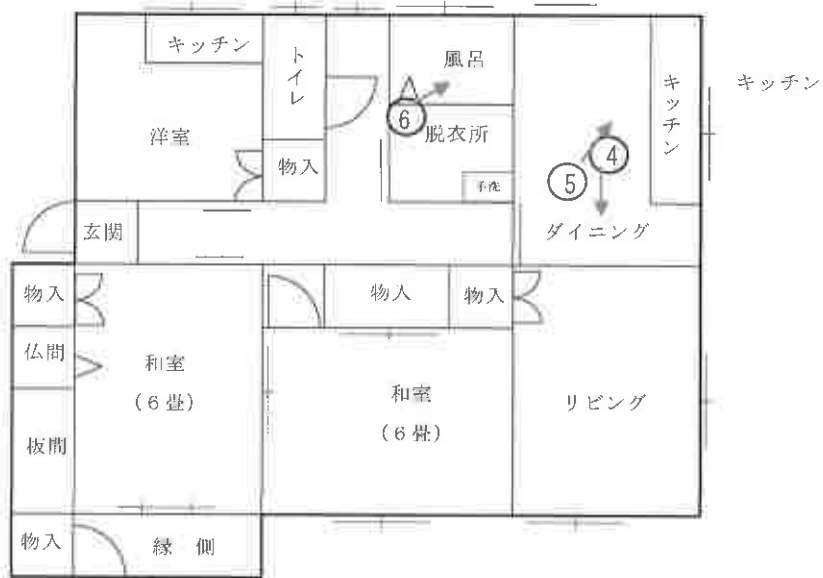 キッチン
トイレ
風呂
キッチン
キッチン
⑥
脱衣所
洋室
物入
手洗
④
⑤
玄関
ダイニング
物入
物入
物入
仏間
和室
(6畳)
和室
(6畳)
リビング
板間
物入
縁側